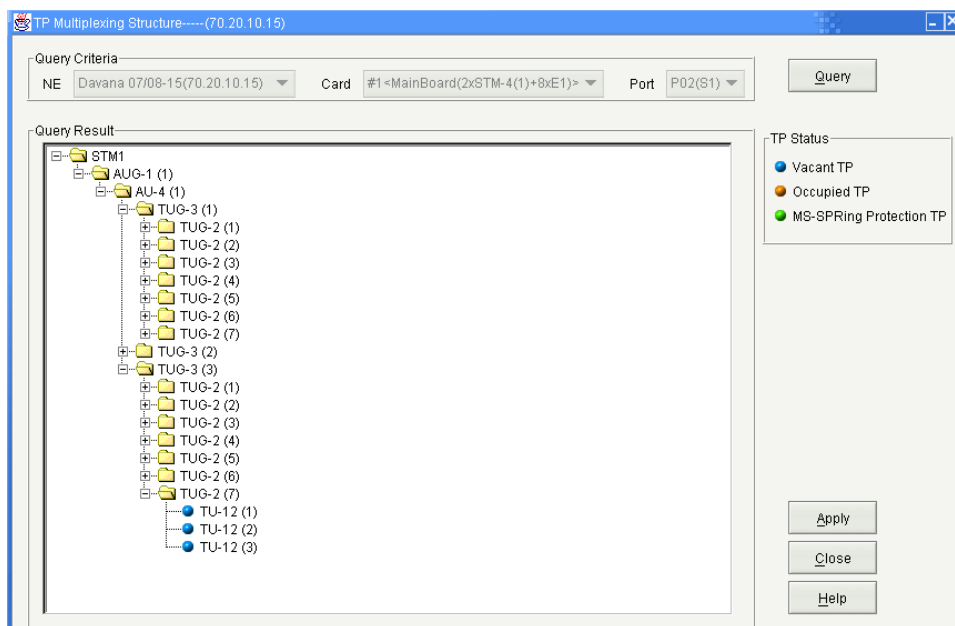 TP Multiplexing Structure-----(70.20.10.15)
Query Criteria
NE Davana 07/08-15(70.20.10.15) Card #1<MainBoard(2xSTM-4(1)+8xE1)> Port P02(S1)
Query
Query Result
STM1
AUG-1 (1)
AU-4 (1)
TUG-3 (1)
TUG-2 (1)
TUG-2 (2)
TUG-2 (3)
TUG-2 (4)
TUG-2 (5)
TUG-2 (6)
TUG-2 (7)
TUG-3 (2)
TUG-3 (3)
TUG-2 (1)
TUG-2 (2)
TUG-2 (3)
TUG-2 (4)
TUG-2 (5)
TUG-2 (6)
TUG-2 (7)
TU-12 (1)
TU-12 (2)
TU-12 (3)
TP Status
Vacant TP
Occupied TP
MS-SPRing Protection TP
Apply
Close
Help